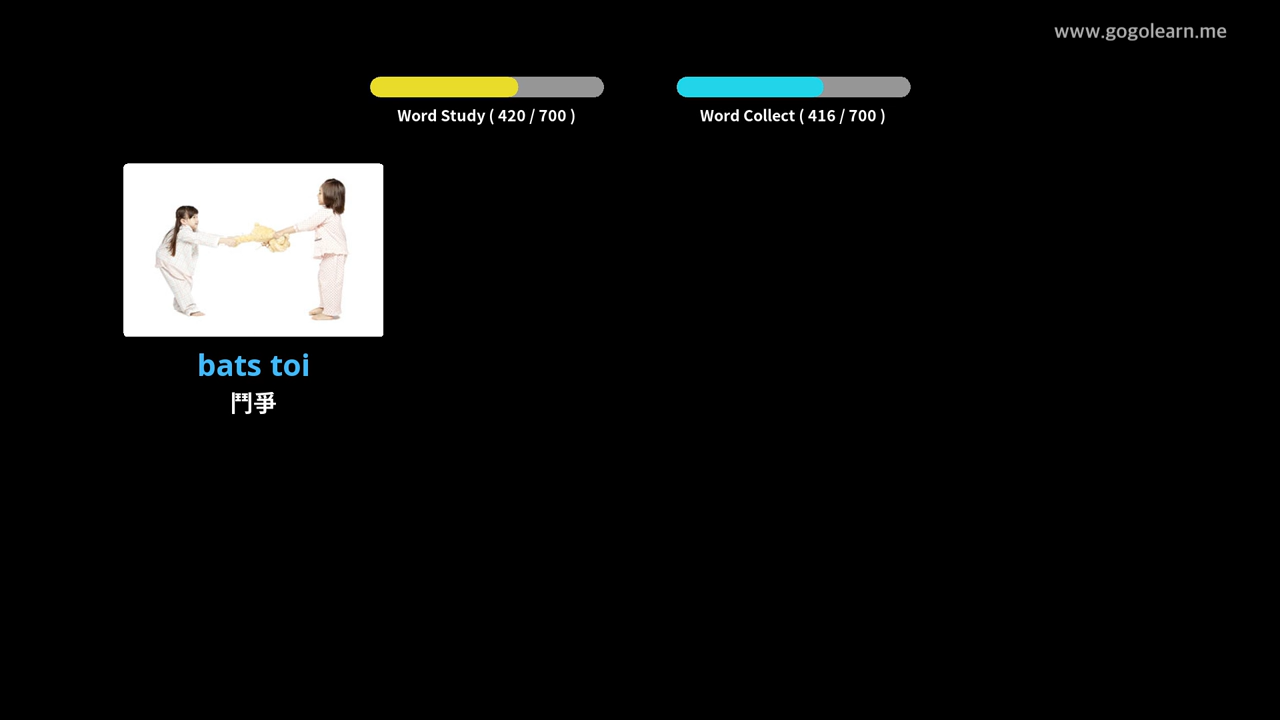 www.gogolearn.me
Word Study ( 420 / 700 )
Word Collect ( 416 / 700 )
bats toi
鬥爭